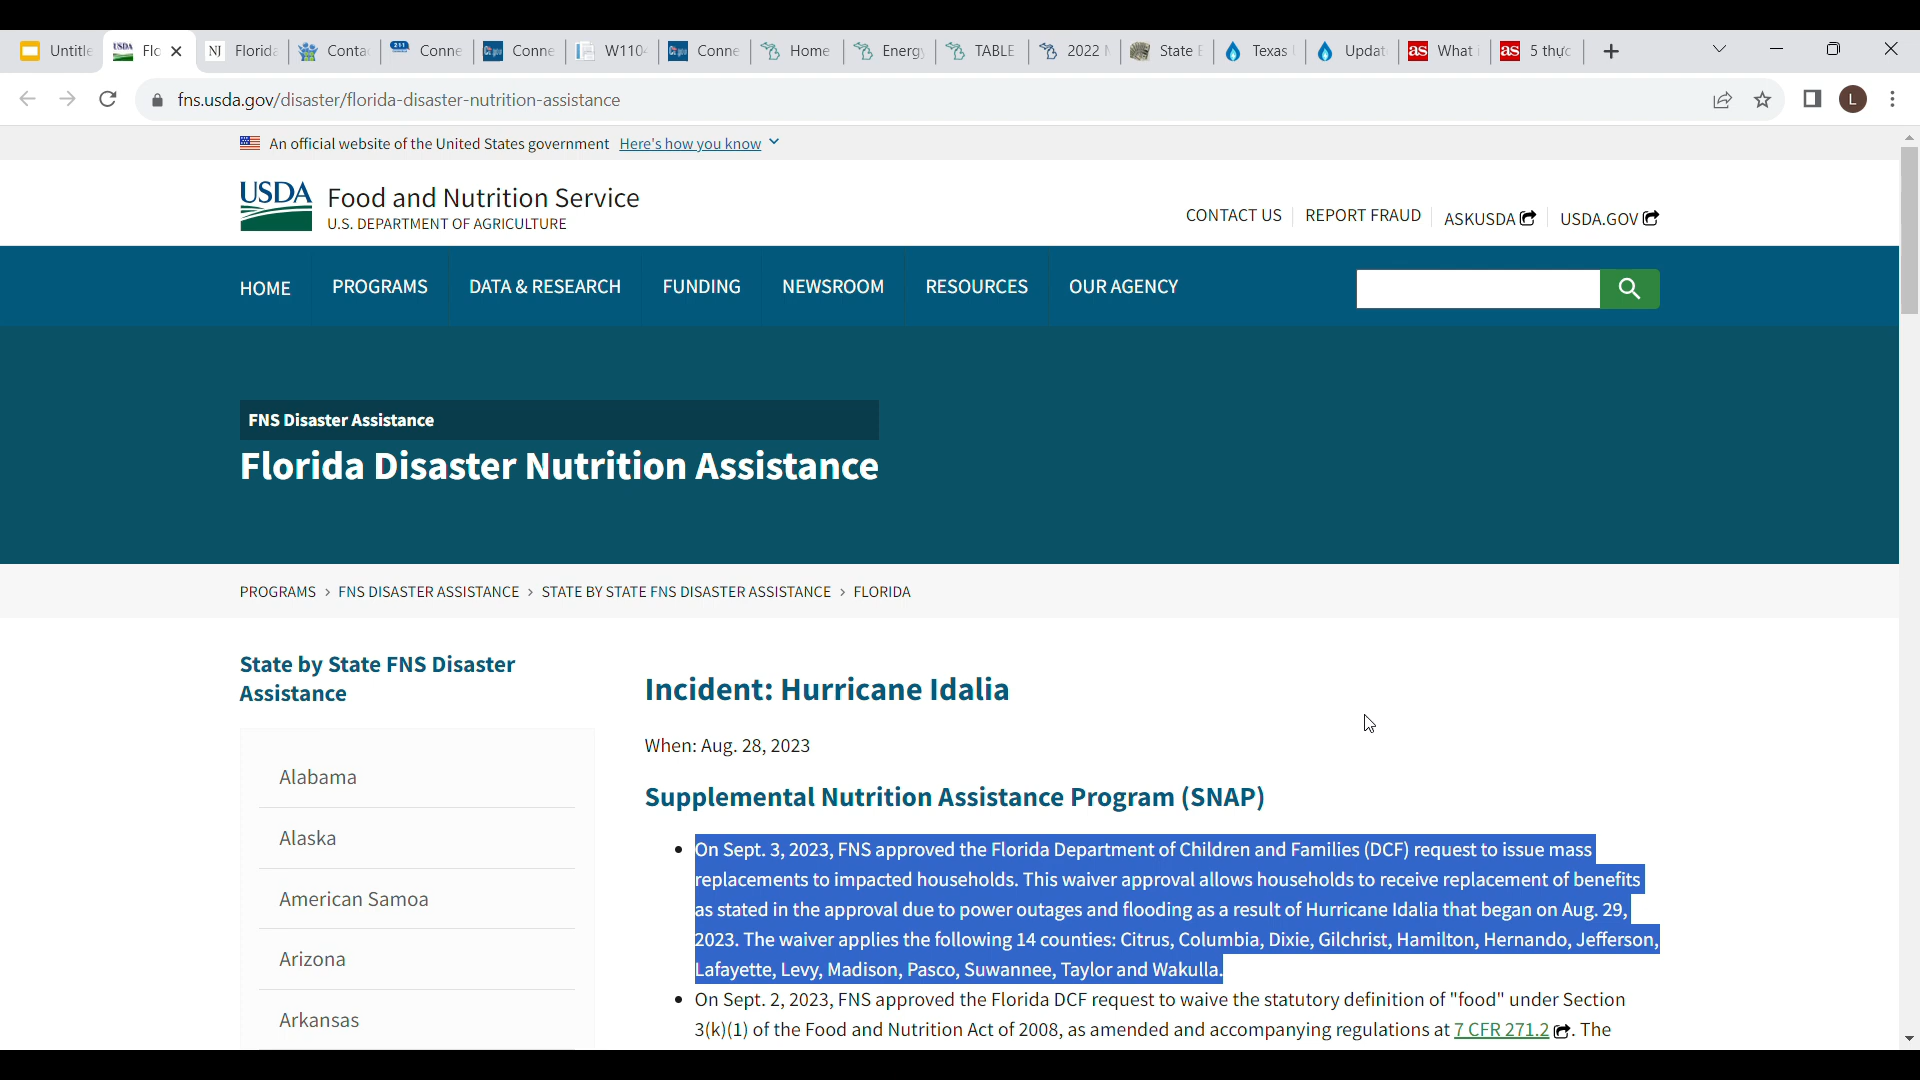 Untitle
USDA Flo
NJ Florida
Conta
211 Conne
CT.gov Conne
W110
CT.gov Conne
Home
Energy
TABLE
2022
State
Texas
Updat
as What i
as 5 thực
fns.usda.gov/disaster/florida-disaster-nutrition-assistance
L
An official website of the United States government Here's how you know
USDA Food and Nutrition Service
U.S. DEPARTMENT OF AGRICULTURE
CONTACT US REPORT FRAUD ASKUSDA USDA.GOV
HOME PROGRAMS DATA & RESEARCH FUNDING NEWSROOM RESOURCES OUR AGENCY
FNS Disaster Assistance
Florida Disaster Nutrition Assistance
PROGRAMS > FNS DISASTER ASSISTANCE > STATE BY STATE FNS DISASTER ASSISTANCE > FLORIDA
State by State FNS Disaster
Assistance
Alabama
Alaska
American Samoa
Arizona
Arkansas
Incident: Hurricane Idalia
When: Aug. 28, 2023
Supplemental Nutrition Assistance Program (SNAP)
On Sept. 3, 2023, FNS approved the Florida Department of Children and Families (DCF) request to issue mass
replacements to impacted households. This waiver approval allows households to receive replacement of benefits
as stated in the approval due to power outages and flooding as a result of Hurricane Idalia that began on Aug. 29,
2023. The waiver applies the following 14 counties: Citrus, Columbia, Dixie, Gilchrist, Hamilton, Hernando, Jefferson,
Lafayette, Levy, Madison, Pasco, Suwannee, Taylor and Wakulla.
On Sept. 2, 2023, FNS approved the Florida DCF request to waive the statutory definition of "food" under Section
3(k)(1) of the Food and Nutrition Act of 2008, as amended and accompanying regulations at 7 CFR 271.2. The